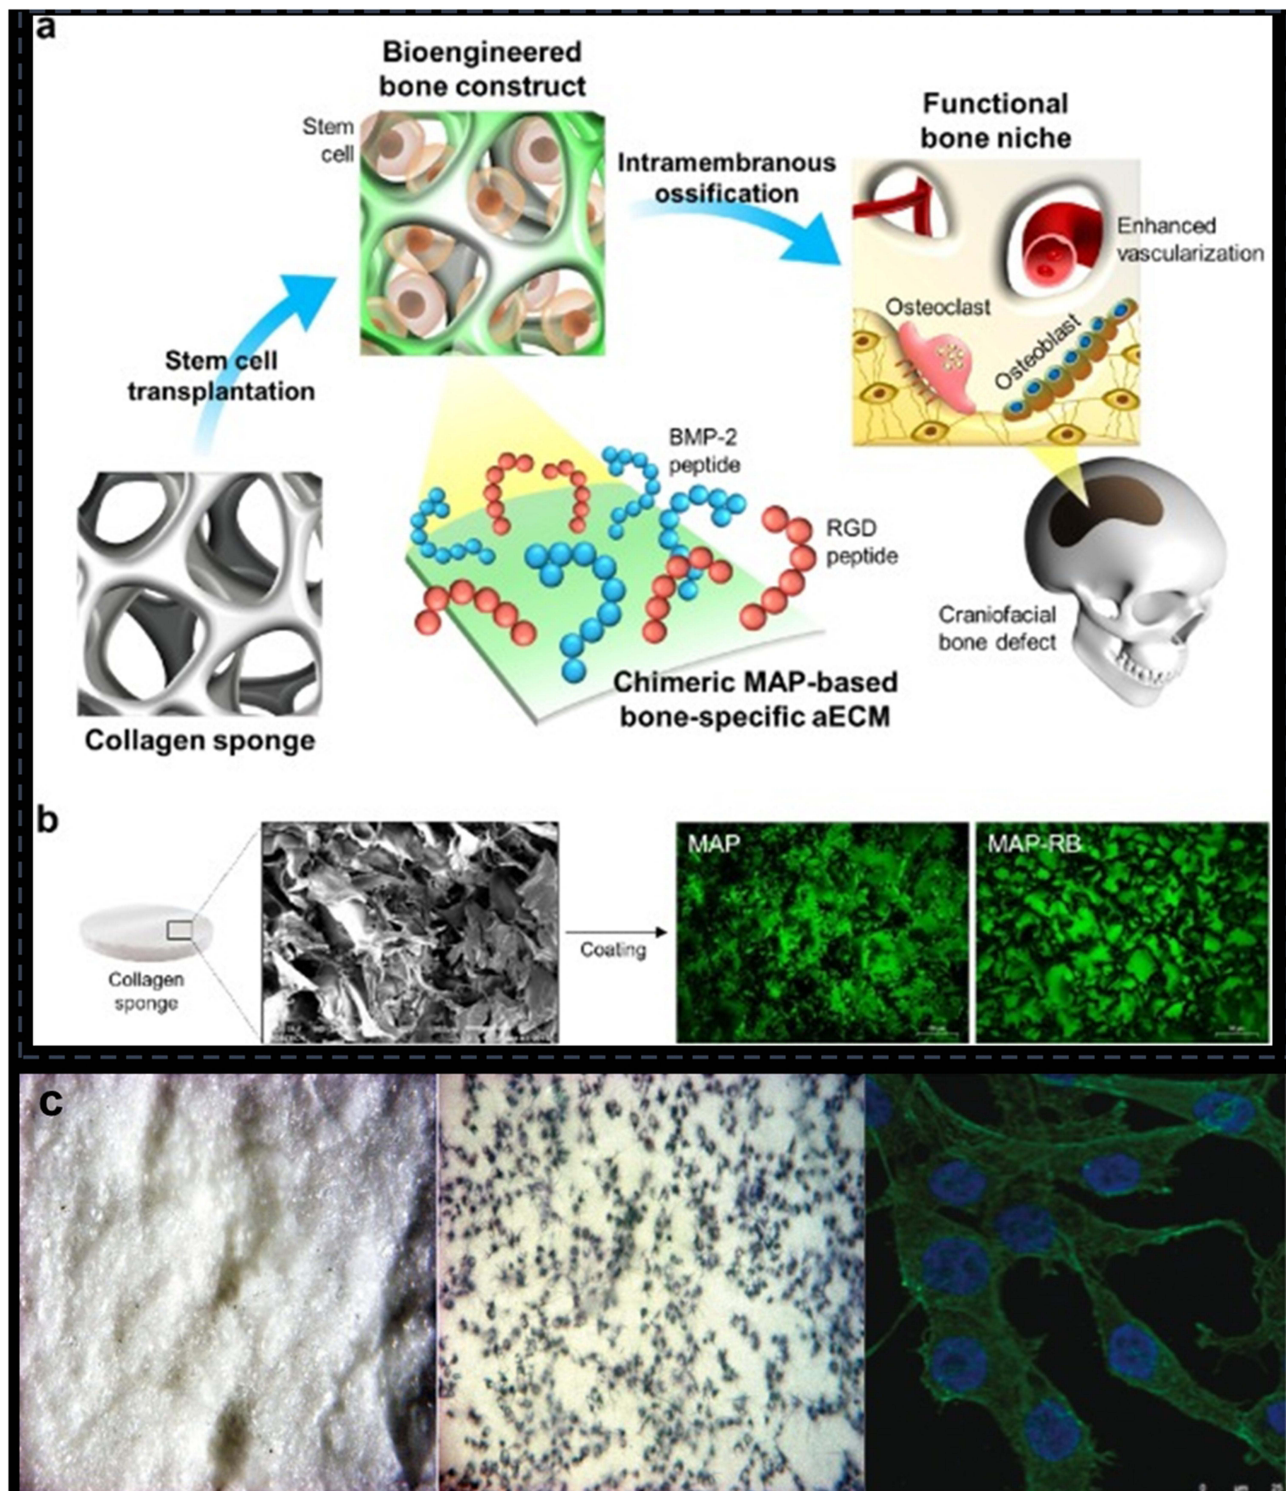 a
Bioengineered
bone construct
Stem
cell
Functional
bone niche
Intramembranous
ossification
Enhanced
vascularization
Osteoclast
Osteoblast
Stem cell
transplantation
BMP-2
peptide
RGD
peptide
Craniofacial
bone defect
Chimeric MAP-based
bone-specific aECM
Collagen sponge
b
MAP
MAP-RB
Coating
Collagen
sponge
c